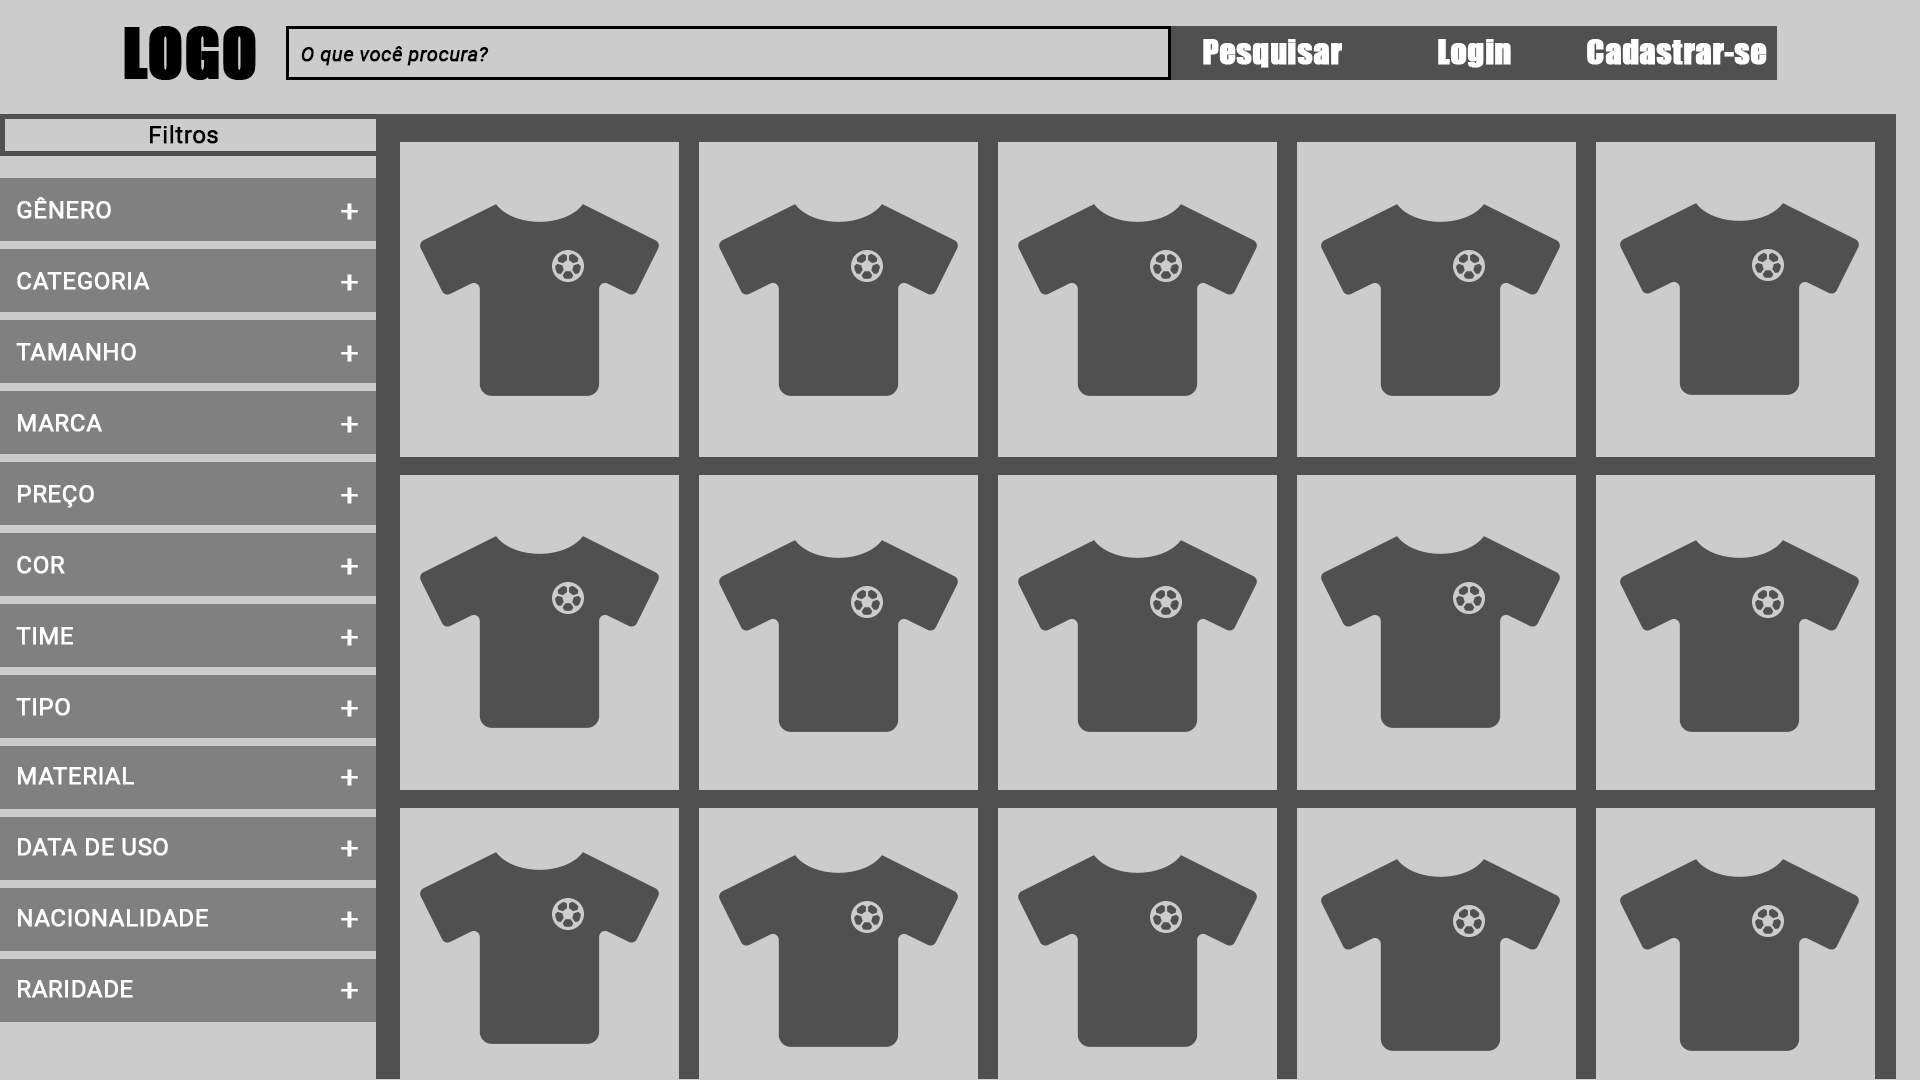 LOGO
O que você procura?
Pesquisar
Login
Cadastrar-se
Filtros
GÊNERO +
CATEGORIA +
TAMANHO +
MARCA +
PREÇO +
COR +
TIME +
TIPO +
MATERIAL +
DATA DE USO +
NACIONALIDADE +
RARIDADE +